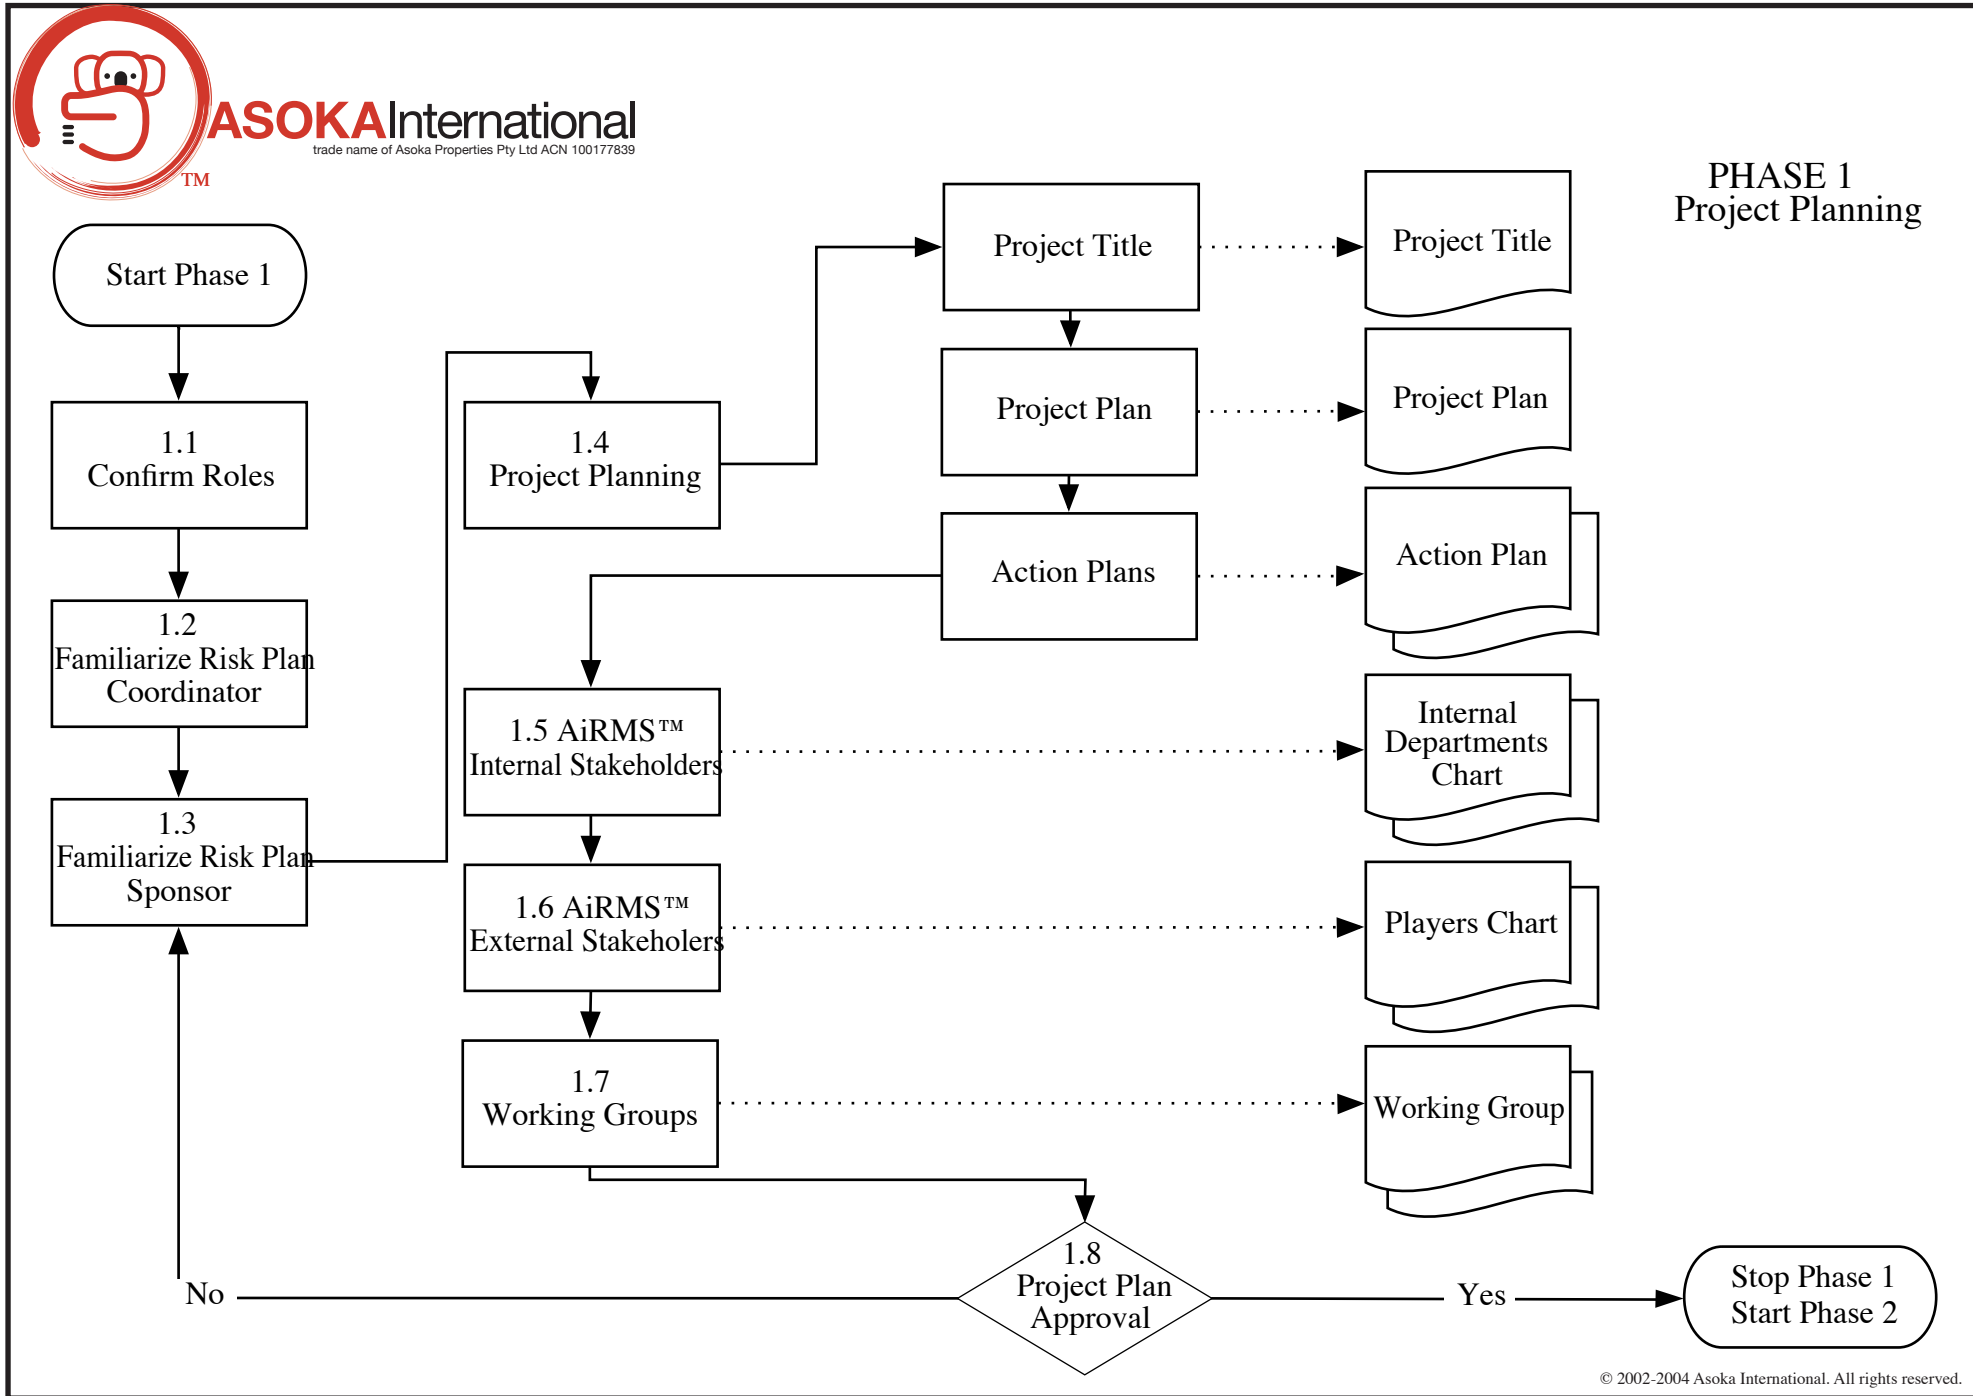 ASOKAInternational
trade name of Asoka Properties Pty Ltd ACN 100177839
TM
PHASE 1
Project Planning
Start Phase 1
1.1
Confirm Roles
1.2
Familiarize Risk Plan
Coordinator
1.3
Familiarize Risk Plan
Sponsor
1.4
Project Planning
Project Title
Project Title
Project Plan
Project Plan
Action Plans
Action Plan
1.5 AiRMS™
Internal Stakeholders
Internal
Departments
Chart
1.6 AiRMS™
External Stakeholers
Players Chart
1.7
Working Groups
Working Group
1.8
Project Plan
Approval
No
Yes
Stop Phase 1
Start Phase 2
© 2002-2004 Asoka International. All rights reserved.